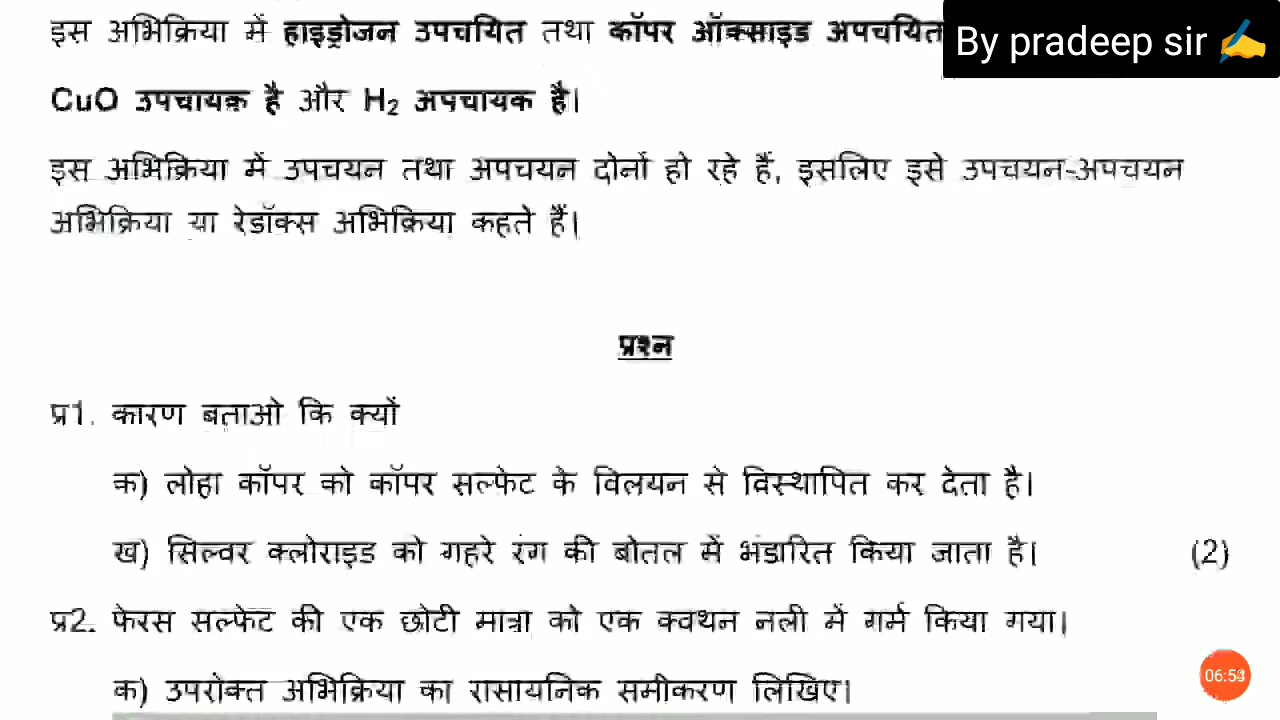 इस अभिक्रिया में हाइड्रोजन उपचयित तथा कॉपर ऑक्साइड अपचयित
By pradeep sir ✍️
CuO उपचायक है और H₂ अपचायक है।
इस अभिक्रिया में उपचयन तथा अपचयन दोनों हो रहे हैं, इसलिए इसे उपचयन-अपचयन
अभिक्रिया या रेडॉक्स अभिक्रिया कहते हैं।
प्रश्न
प्र1. कारण बताओ कि क्यों
क) लोहा कॉपर को कॉपर सल्फेट के विलयन से विस्थापित कर देता है।
ख) सिल्वर क्लोराइड को गहरे रंग की बोतल में भंडारित किया जाता है। (2)
प्र2. फेरस सल्फेट की एक छोटी मात्रा को एक क्वथन नली में गर्म किया गया।
क) उपरोक्त अभिक्रिया का रासायनिक समीकरण लिखिए।